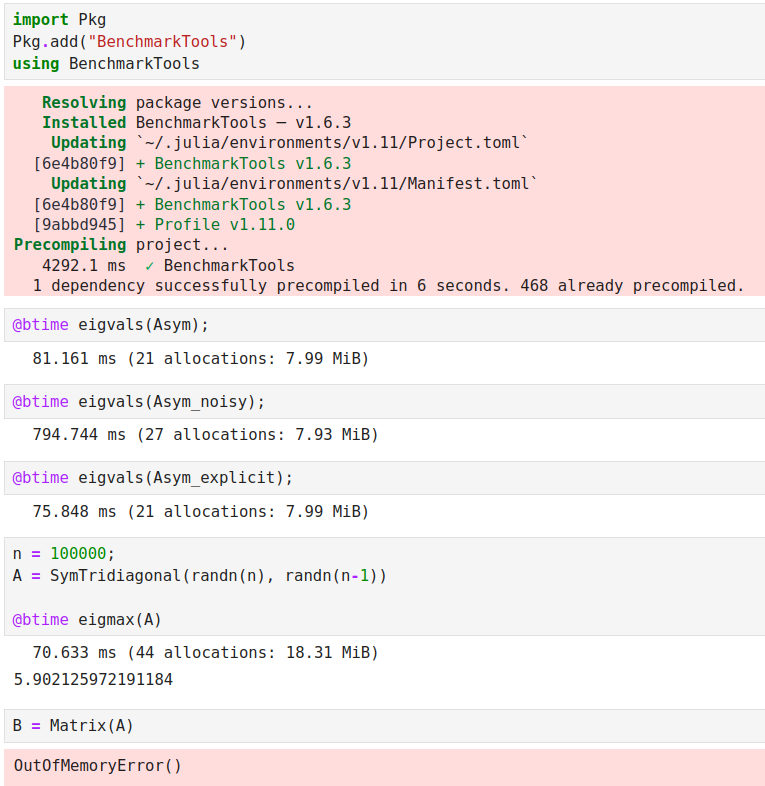 import Pkg
Pkg.add("BenchmarkTools")
using BenchmarkTools
   Resolving package versions...
   Installed BenchmarkTools ─ v1.6.3
    Updating `~/.julia/environments/v1.11/Project.toml`
  [6e4b80f9] + BenchmarkTools v1.6.3
    Updating `~/.julia/environments/v1.11/Manifest.toml`
  [6e4b80f9] + BenchmarkTools v1.6.3
  [9abbd945] + Profile v1.11.0
Precompiling project...
   4292.1 ms  ✓ BenchmarkTools
  1 dependency successfully precompiled in 6 seconds. 468 already precompiled.
@btime eigvals(Asym);
  81.161 ms (21 allocations: 7.99 MiB)
@btime eigvals(Asym_noisy);
  794.744 ms (27 allocations: 7.93 MiB)
@btime eigvals(Asym_explicit);
  75.848 ms (21 allocations: 7.99 MiB)
n = 100000;
A = SymTridiagonal(randn(n), randn(n-1))
@btime eigmax(A)
  70.633 ms (44 allocations: 18.31 MiB)
5.902125972191184
B = Matrix(A)
OutOfMemoryError()